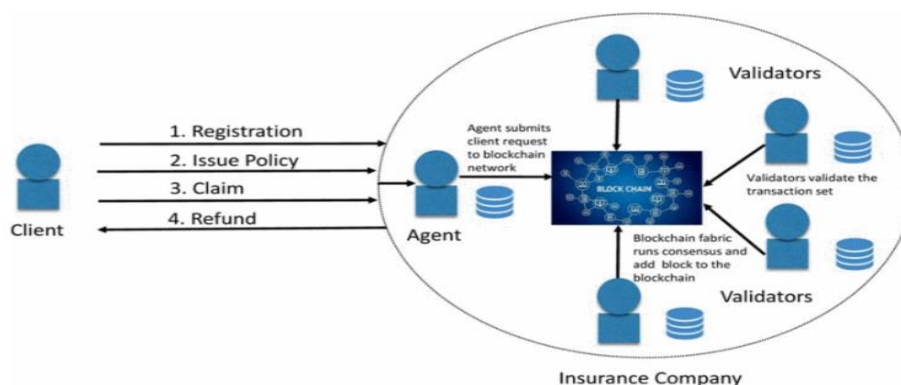 1. Registration
2. Issue Policy
3. Claim
4. Refund
Client
Agent submits
client request
to blockchain
network
Agent
Validators
BLOCK CHAIN
Validators validate the
transaction set
Blockchain fabric
runs consensus and
add block to the
blockchain
Validators
Insurance Company